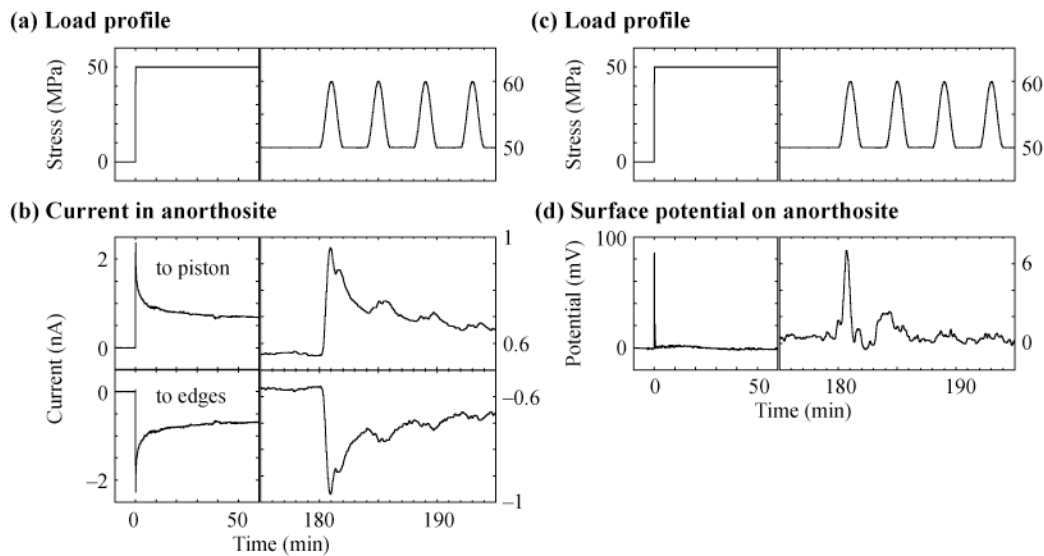 (a) Load profile
Stress (MPa)
50
0
60
50
(b) Current in anorthosite
Current (nA)
2
0
to piston
1
0.6
0
−2
to edges
−0.6
−1
0
50
180
190
Time (min)
(c) Load profile
Stress (MPa)
50
0
60
50
(d) Surface potential on anorthosite
Potential (mV)
100
0
6
3
0
0
50
180
190
Time (min)